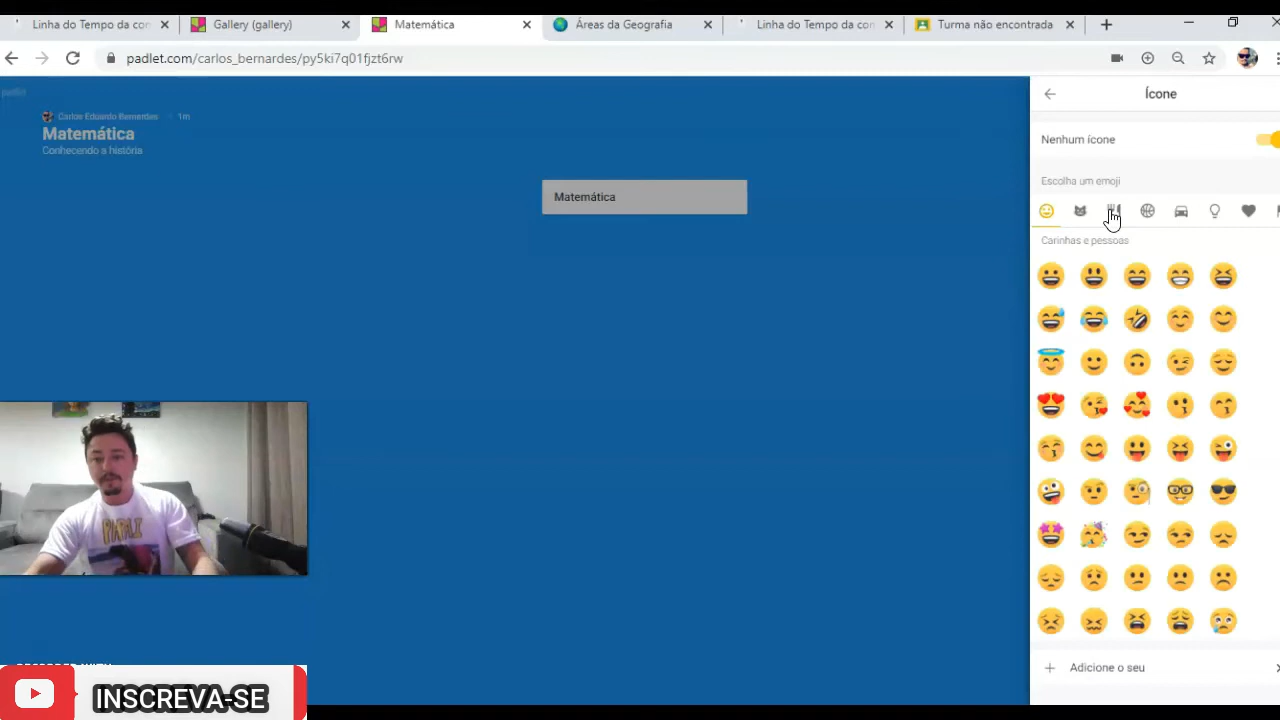 Linha do Tempo da con
Gallery (gallery)
Matemática
Áreas da Geografia
Linha do Tempo da con
Turma não encontrada
padlet.com/carlos_bernardes/py5ki7q01fjzt6rw
padlet
Carlos Eduardo Bernardes
1m
Matemática
Conhecendo a história
Matemática
Ícone
Nenhum ícone
Escolha um emoji
Carinhas e pessoas
Adicione o seu
PAPAI
INSCREVA-SE